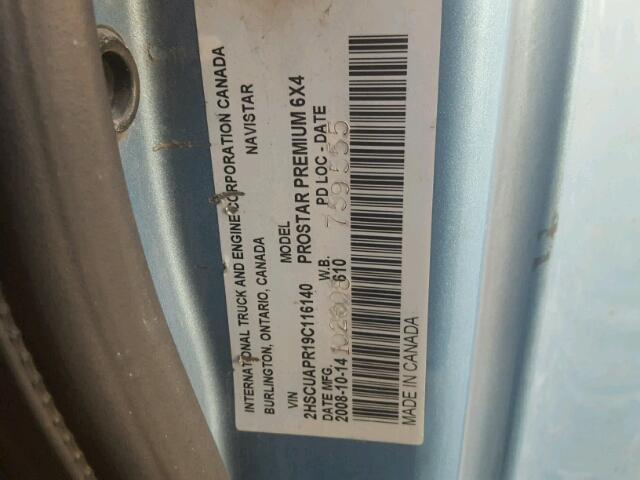 INTERNATIONAL TRUCK AND ENGINE CORPORATION CANADA
BURLINGTON, ONTARIO, CANADA NAVISTAR
VIN MODEL
2HSCUAPR19C116140 PROSTAR PREMIUM 6X4
DATE MFG. W.B. PD LOC - DATE
2008-10-14 610
759555
MADE IN CANADA